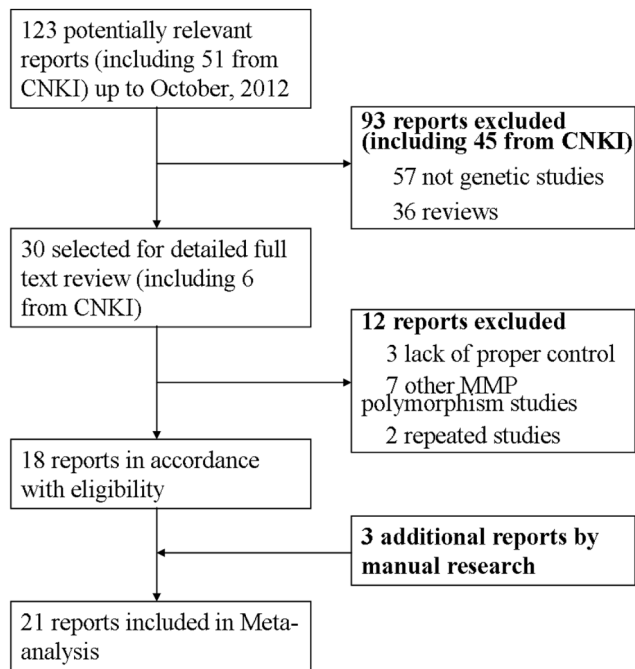 123 potentially relevant
reports (including 51 from
CNKI) up to October, 2012
93 reports excluded
(including 45 from CNKI)
57 not genetic studies
36 reviews
30 selected for detailed full
text review (including 6
from CNKI)
12 reports excluded
3 lack of proper control
7 other MMP
polymorphism studies
2 repeated studies
18 reports in accordance
with eligibility
3 additional reports by
manual research
21 reports included in Meta-
analysis